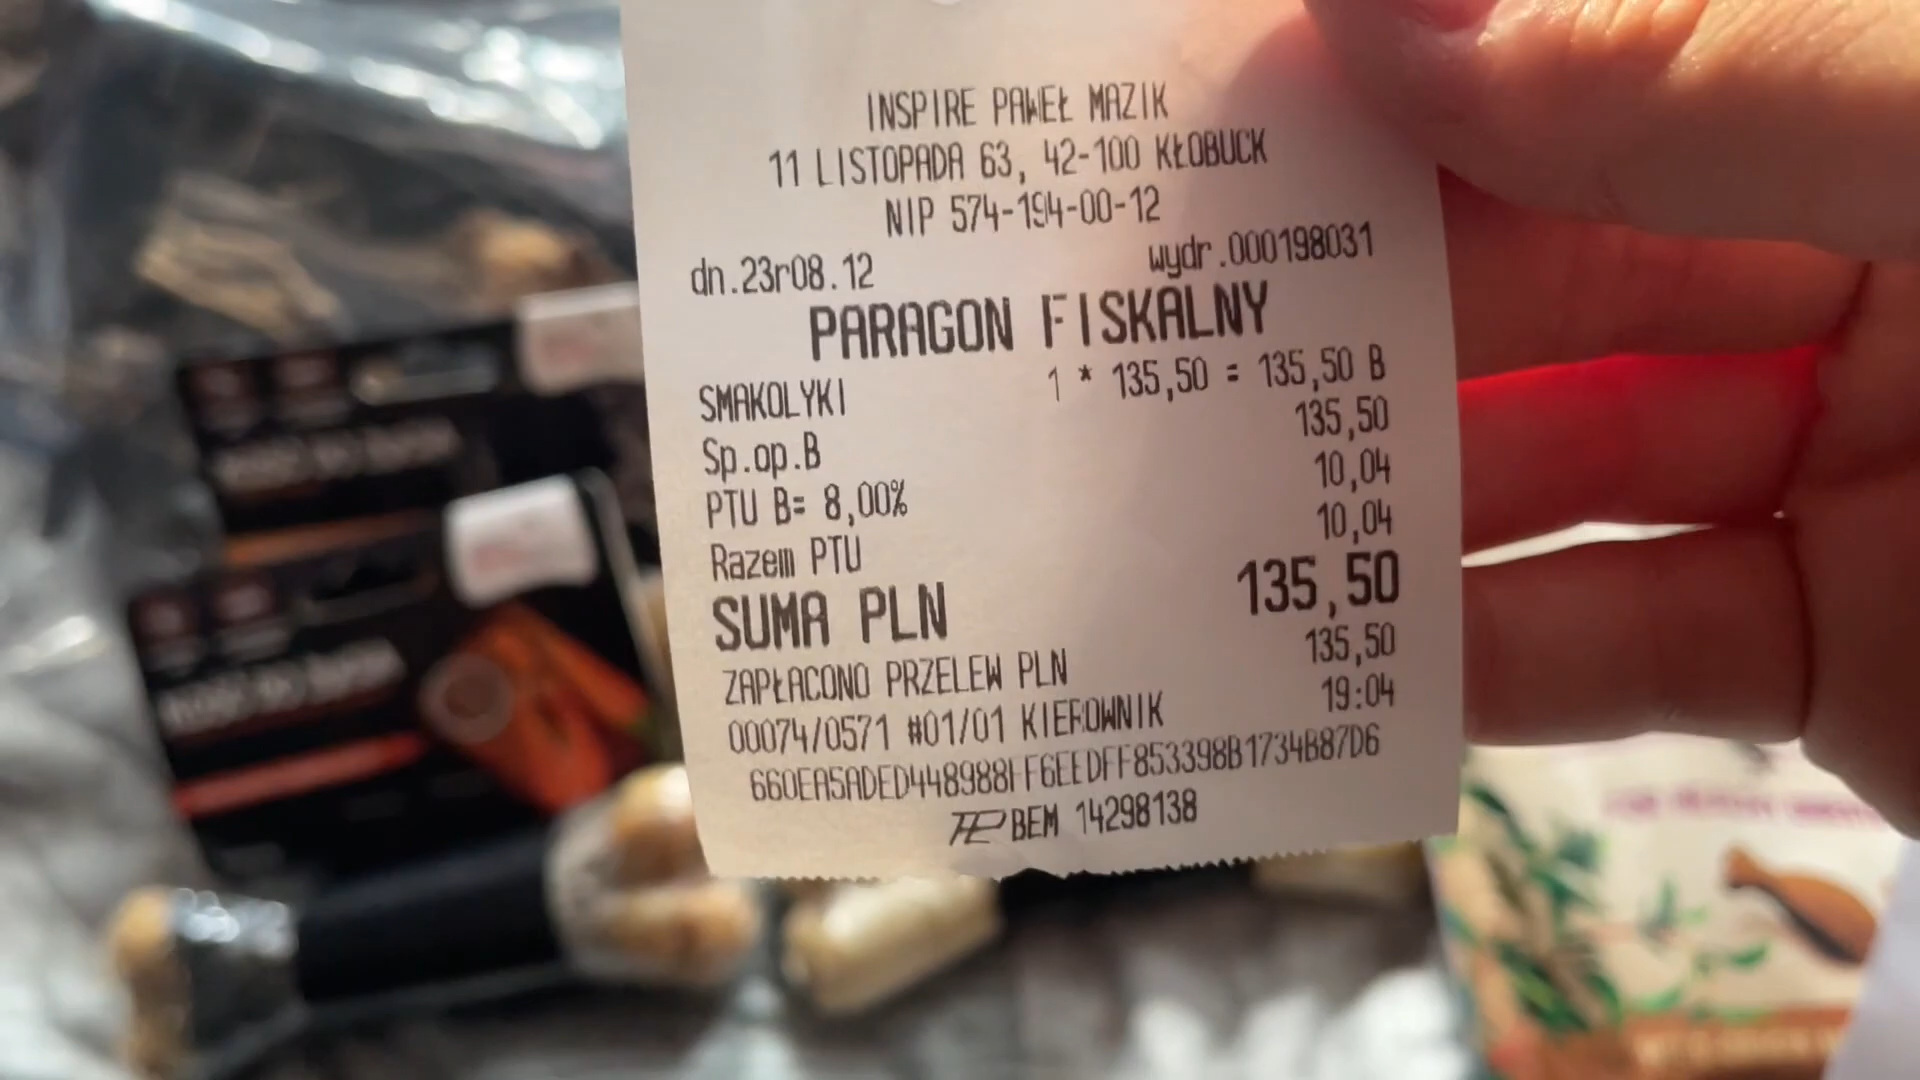 INSPIRE PAWEŁ MAZIK
11 LISTOPADA 63, 42-100 KŁOBUCK
NIP 574-194-00-12
dn.23r08.12 wydr.000198031
PARAGON FISKALNY
SMAKOLYKI 1 * 135,50 = 135,50 B
Sp.op.B 135,50
PTU B= 8,00% 10,04
Razem PTU 10,04
SUMA PLN 135,50
ZAPŁACONO PRZELEW PLN 135,50
00074/0571 #01/01 KIEROWNIK 19:04
660EA5ADED448988FF6EEDFF853398B1734B87D6
BEM 14298138